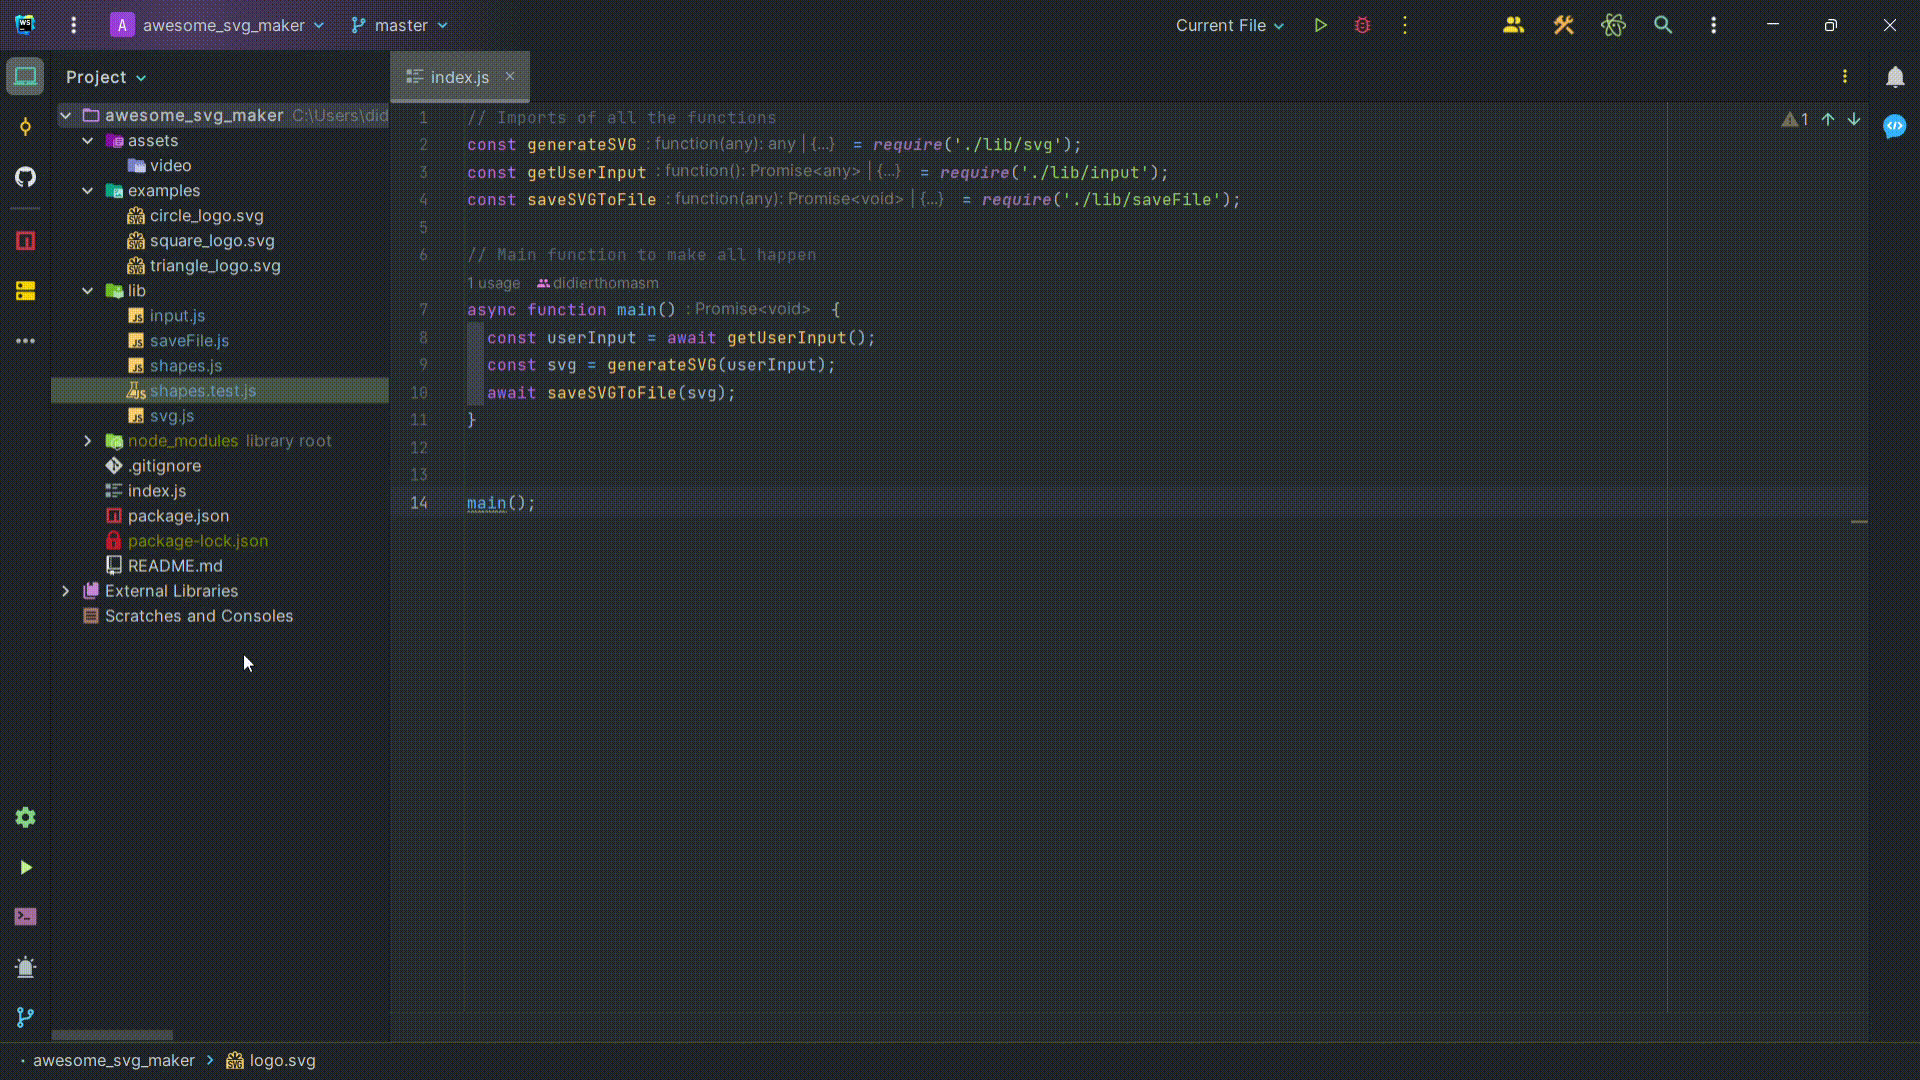 WS
A awesome_svg_maker master Current File
Project
index.js
awesome_svg_maker C:\Users\did
assets
video
examples
circle_logo.svg
square_logo.svg
triangle_logo.svg
lib
input.js
saveFile.js
shapes.js
shapes.test.js
svg.js
node_modules library root
.gitignore
index.js
package.json
package-lock.json
README.md
External Libraries
Scratches and Consoles
1 // Imports of all the functions
2 const generateSVG : function(any): any | {...} = require('./lib/svg');
3 const getUserInput : function(): Promise<any> | {...} = require('./lib/input');
4 const saveSVGToFile : function(any): Promise<void> | {...} = require('./lib/saveFile');
5
6 // Main function to make all happen
1 usage didierthomasm
7 async function main() : Promise<void> {
8 const userInput = await getUserInput();
9 const svg = generateSVG(userInput);
10 await saveSVGToFile(svg);
11 }
12
13
14 main();
1
awesome_svg_maker > logo.svg